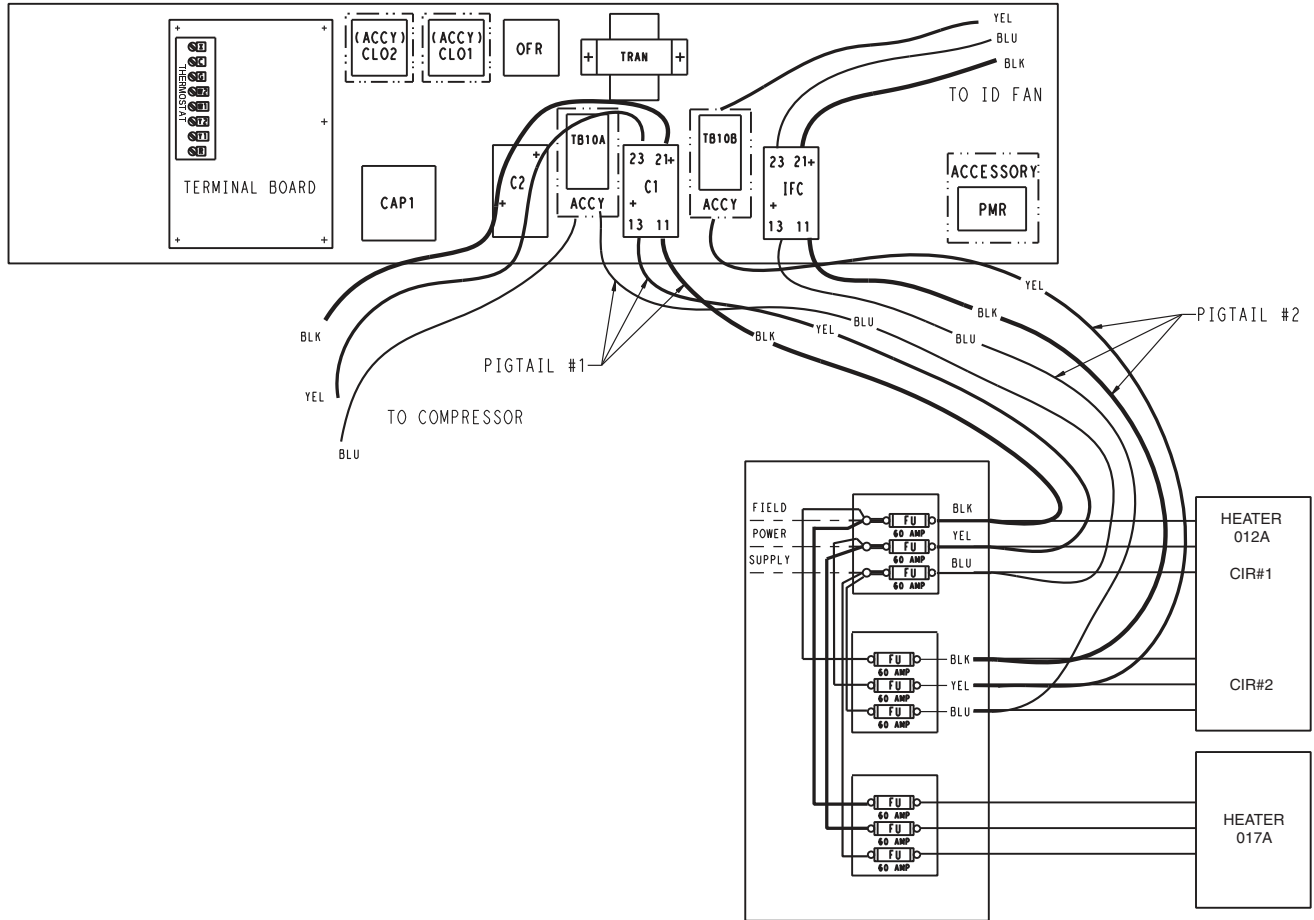 (ACCY)
CLO2
(ACCY)
CLO1
OFR
TRAN
YEL
BLU
BLK
TO ID FAN
X
C
G
W2
W1
Y2
Y1
R
THERMOSTAT
TERMINAL BOARD
CAP1
C2
TB10A
ACCY
23 21
C1
13 11
TB10B
ACCY
23 21
IFC
13 11
ACCESSORY
PMR
BLK
YEL
BLU
TO COMPRESSOR
PIGTAIL #1
BLK
YEL
BLU
BLU
BLK
YEL
PIGTAIL #2
FIELD
POWER
SUPPLY
FU
60 AMP
FU
60 AMP
FU
60 AMP
BLK
YEL
BLU
HEATER
012A
CIR#1
FU
60 AMP
FU
60 AMP
FU
60 AMP
BLK
YEL
BLU
CIR#2
FU
60 AMP
FU
60 AMP
FU
60 AMP
HEATER
017A